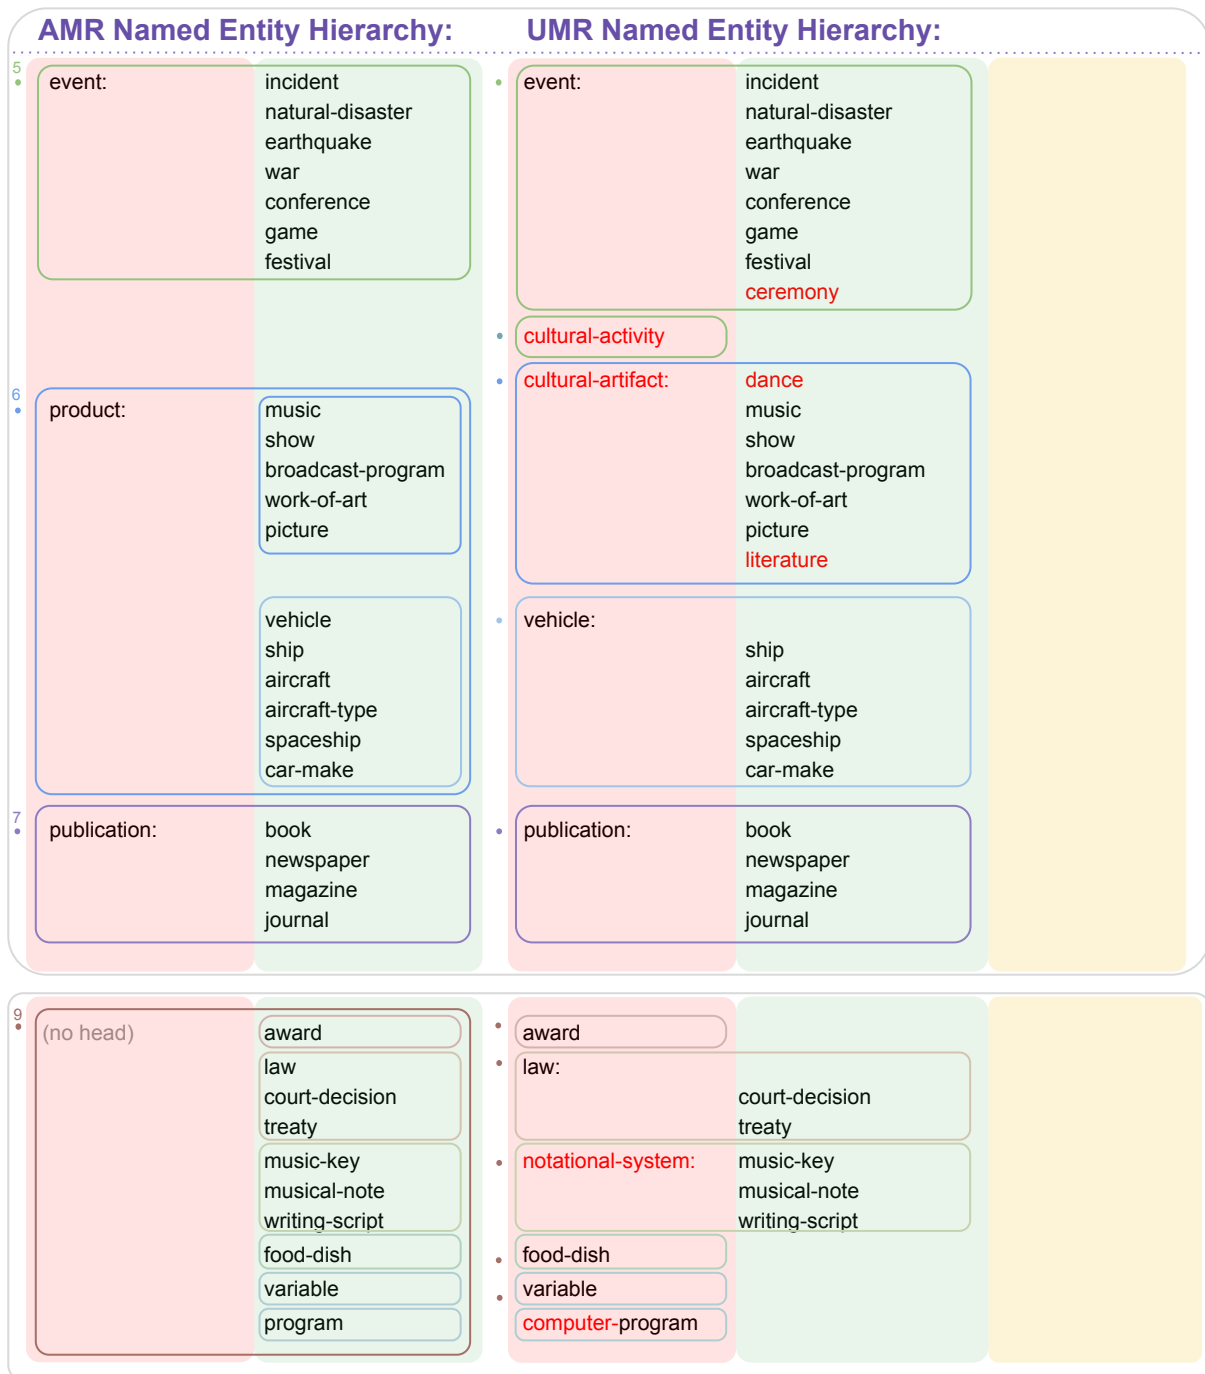 AMR Named Entity Hierarchy: UMR Named Entity Hierarchy:
5
event: incident event: incident
natural-disaster natural-disaster
earthquake earthquake
war war
conference conference
game game
festival festival
ceremony
cultural-activity
cultural-artifact: dance
6
product: music music
show show
broadcast-program broadcast-program
work-of-art work-of-art
picture picture
literature
vehicle vehicle:
ship ship
aircraft aircraft
aircraft-type aircraft-type
spaceship spaceship
car-make car-make
7
publication: book publication: book
newspaper newspaper
magazine magazine
journal journal
9
(no head) award award
law law:
court-decision court-decision
treaty treaty
music-key notational-system: music-key
musical-note musical-note
writing-script writing-script
food-dish food-dish
variable variable
program computer-program